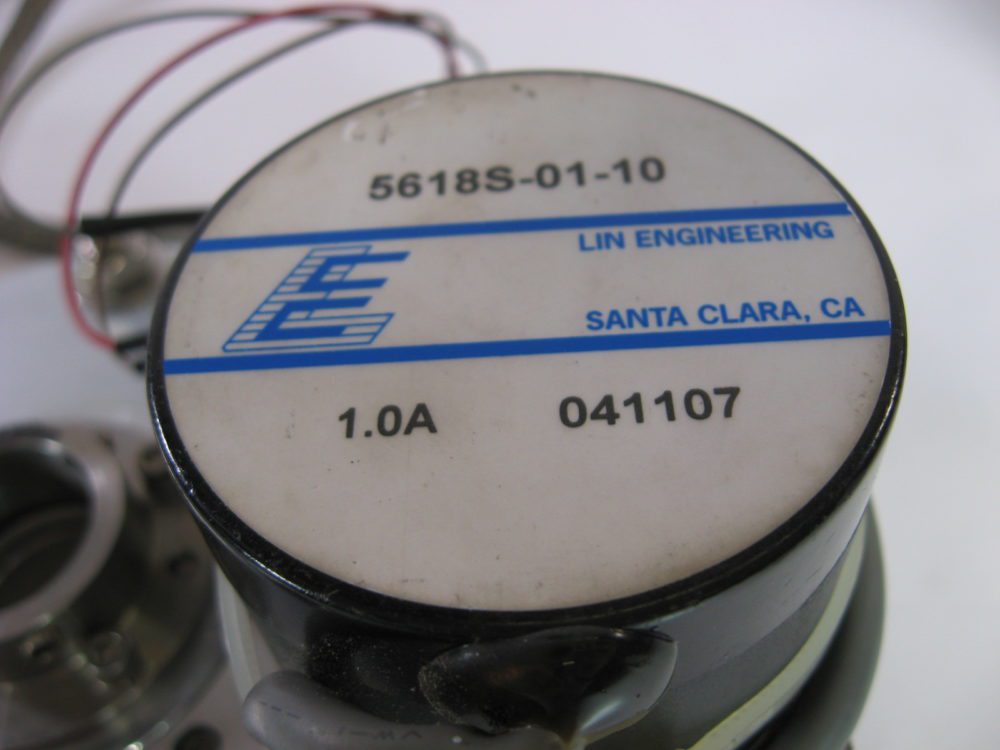 5618S-01-10
LIN ENGINEERING
SANTA CLARA, CA
1.0A 041107